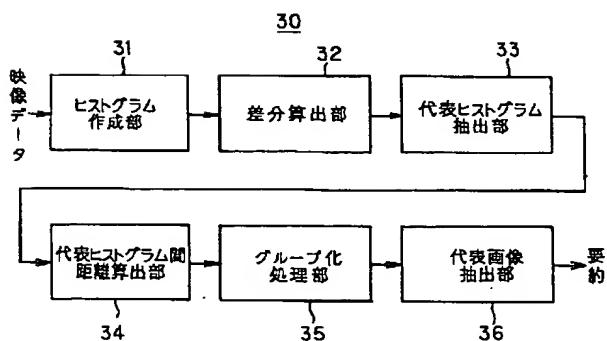 30
31
32
33
映像データ
ヒストグラム
作成部
差分算出部
代表ヒストグラム
抽出部
代表ヒストグラム間
距離算出部
グループ化
処理部
代表画像
抽出部
要約
34
35
36